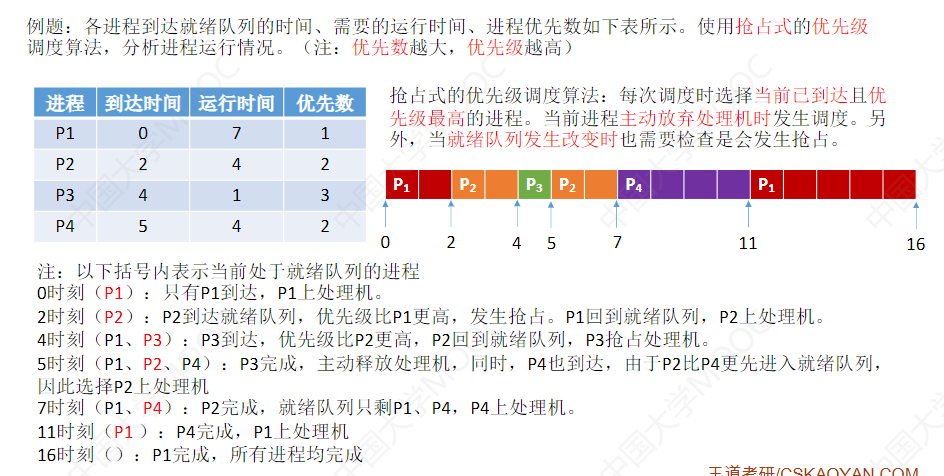 例题：各进程到达就绪队列的时间、需要的运行时间、进程优先数如下表所示。使用抢占式的优先级
调度算法，分析进程运行情况。（注：优先数越大，优先级越高）
进程 到达时间 运行时间 优先数
P1 0 7 1
P2 2 4 2
P3 4 1 3
P4 5 4 2
抢占式的优先级调度算法：每次调度时选择当前已到达且优
先级最高的进程。当前进程主动放弃处理机时发生调度。另
外，当就绪队列发生改变时也需要检查是会发生抢占。
P1 P2 P3 P2 P4 P1
0 2 4 5 7 11 16
注：以下括号内表示当前处于就绪队列的进程
0时刻（P1）：只有P1到达，P1上处理机。
2时刻（P2）：P2到达就绪队列，优先级比P1更高，发生抢占。P1回到就绪队列，P2上处理机。
4时刻（P1、P3）：P3到达，优先级比P2更高，P2回到就绪队列，P3抢占处理机。
5时刻（P1、P2、P4）：P3完成，主动释放处理机，同时，P4也到达，由于P2比P4更先进入就绪队列，
因此选择P2上处理机
7时刻（P1、P4）：P2完成，就绪队列只剩P1、P4，P4上处理机。
11时刻（P1 ）：P4完成，P1上处理机
16时刻（）：P1完成，所有进程均完成
王道考研/CSKAOYAN.COM
中国大学MOOC